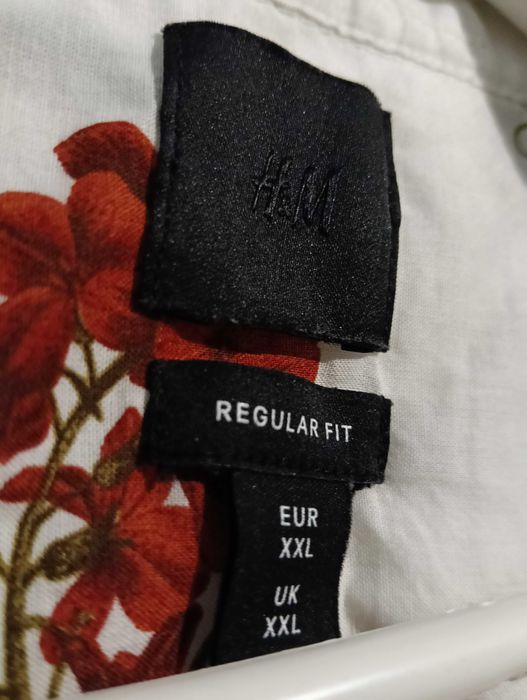 H&M
REGULAR FIT
EUR
XXL
UK
XXL